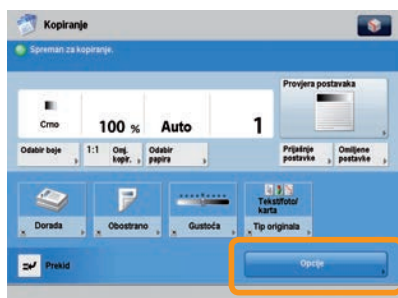 Kopiranje
Spreman za kopiranje.
Provjera postavaka
Crno
100 %
Auto
1
Odabir boje
1:1 Omj. kopir.
Odabir papira
Prijašnje postavke
Omiljene postavke
Dorada
Obostrano
Gustoća
Tekst/foto/
karta
Tip originala
Prekid
Opcije